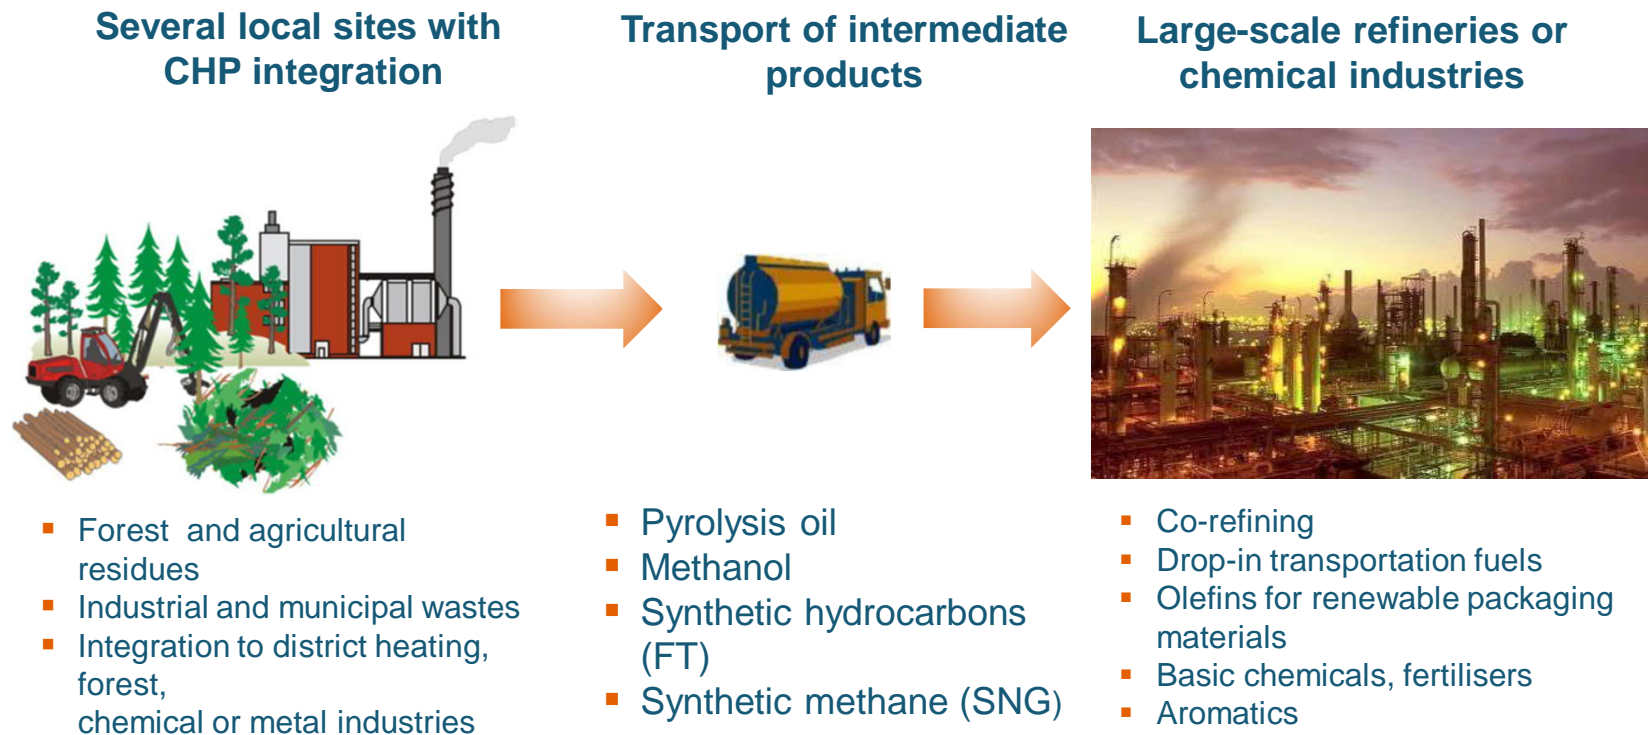 Several local sites with
CHP integration
Transport of intermediate
products
Large-scale refineries or
chemical industries
▪ Forest and agricultural
residues
▪ Industrial and municipal wastes
▪ Integration to district heating,
forest,
chemical or metal industries
▪ Pyrolysis oil
▪ Methanol
▪ Synthetic hydrocarbons
(FT)
▪ Synthetic methane (SNG)
▪ Co-refining
▪ Drop-in transportation fuels
▪ Olefins for renewable packaging
materials
▪ Basic chemicals, fertilisers
▪ Aromatics